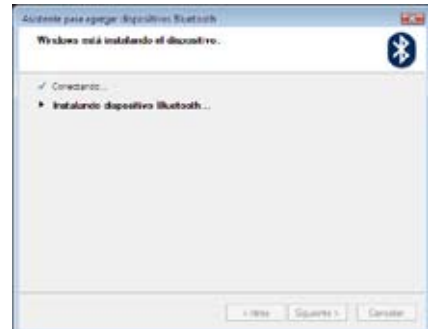 Asistente para agregar dispositivos Bluetooth
Windows está instalando el dispositivo.
Conectando...
Instalando dispositivo Bluetooth...
< Atrás
Siguiente >
Cancelar